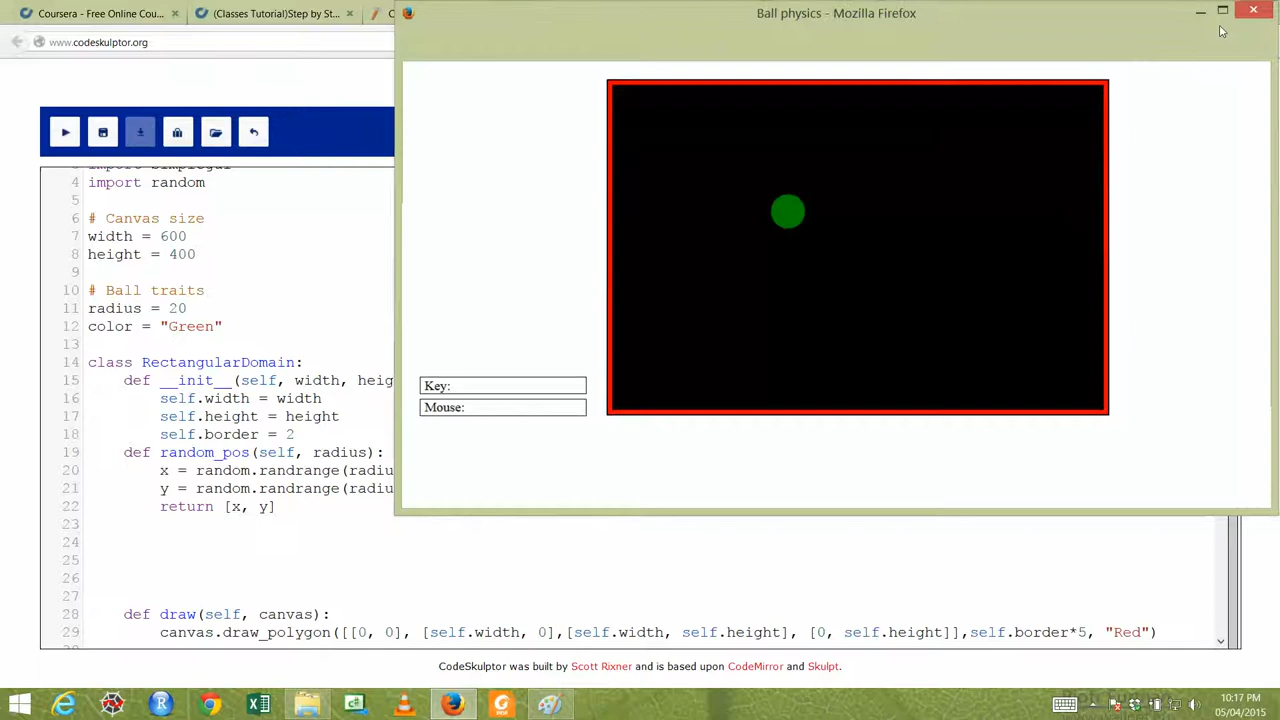 Coursera - Free Online Cou...
(Classes Tutorial)Step by St...
Ball physics - Mozilla Firefox
www.codeskulptor.org
4 import random
5
6 # Canvas size
7 width = 600
8 height = 400
9
10 # Ball traits
11 radius = 20
12 color = "Green"
13
14 class RectangularDomain:
15 def __init__(self, width, heig
16 self.width = width
17 self.height = height
18 self.border = 2
19 def random_pos(self, radius):
20 x = random.randrange(radiu
21 y = random.randrange(radiu
22 return [x, y]
23
24
25
26
27
28 def draw(self, canvas):
29 canvas.draw_polygon([[0, 0], [self.width, 0],[self.width, self.height], [0, self.height]],self.border*5, "Red")
Key:
Mouse:
CodeSkulptor was built by Scott Rixner and is based upon CodeMirror and Skulpt.
10:17 PM
05/04/2015